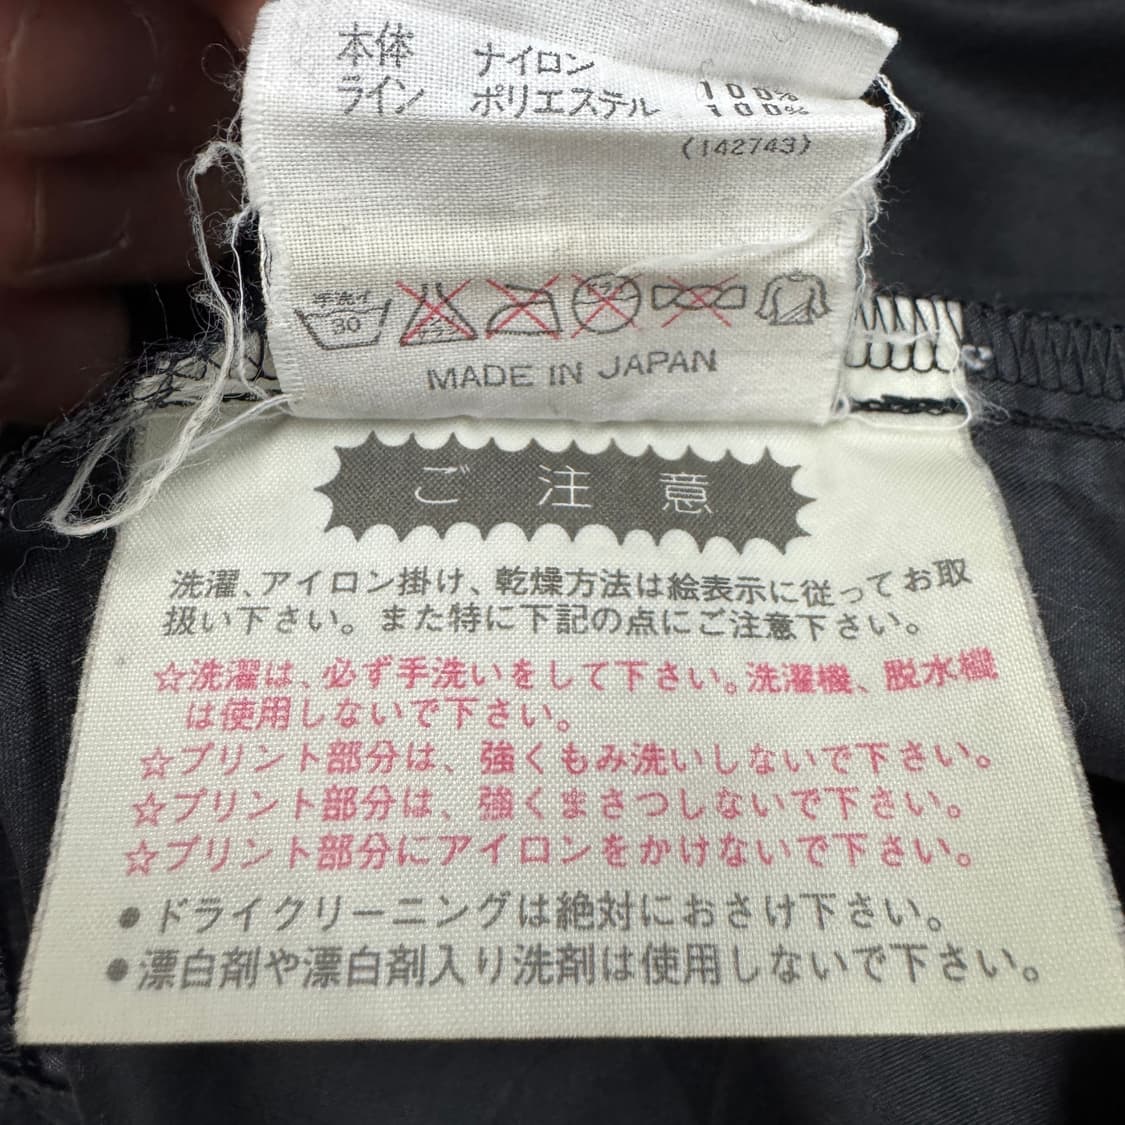 本体 ナイロン 100%
ライン ポリエステル 100%
(142743)
手洗イ
30
MADE IN JAPAN
ご注意
洗濯、アイロン掛け、乾燥方法は絵表示に従ってお取
扱い下さい。また特に下記の点にご注意下さい。
☆洗濯は、必ず手洗いをして下さい。洗濯機、脱水機
は使用しないで下さい。
☆プリント部分は、強くもみ洗いしないで下さい。
☆プリント部分は、強くまさつしないで下さい。
☆プリント部分にアイロンをかけないで下さい。
●ドライクリーニングは絶対におさけ下さい。
●漂白剤や漂白剤入り洗剤は使用しないで下さい。